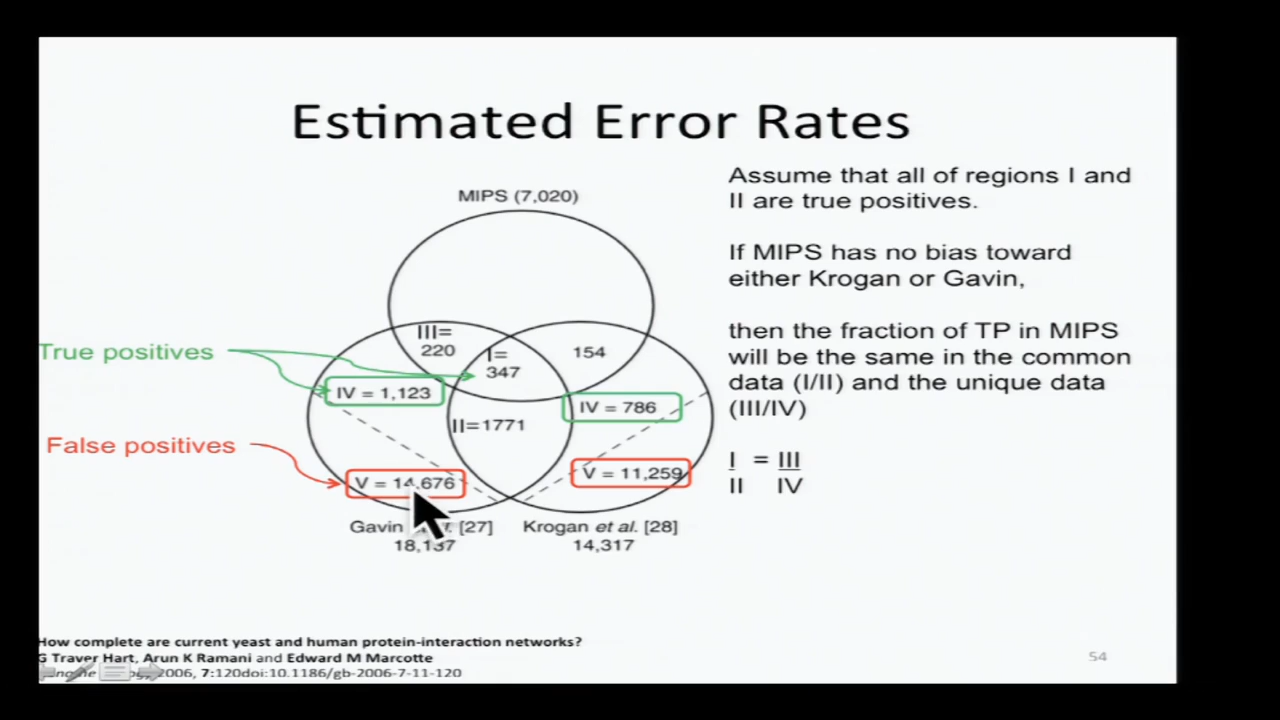 Estimated Error Rates
MIPS (7,020)
III=
220
I=
347
154
True positives
IV = 1,123
IV = 786
II=1771
False positives
V = 14,676
V = 11,259
Gavin [27]
18,137
Krogan et al. [28]
14,317
Assume that all of regions I and
II are true positives.
If MIPS has no bias toward
either Krogan or Gavin,
then the fraction of TP in MIPS
will be the same in the common
data (I/II) and the unique data
(III/IV)
I = III
II IV
How complete are current yeast and human protein-interaction networks?
G Traver Hart, Arun K Ramani and Edward M Marcotte
2006, 7:120doi:10.1186/gb-2006-7-11-120
54